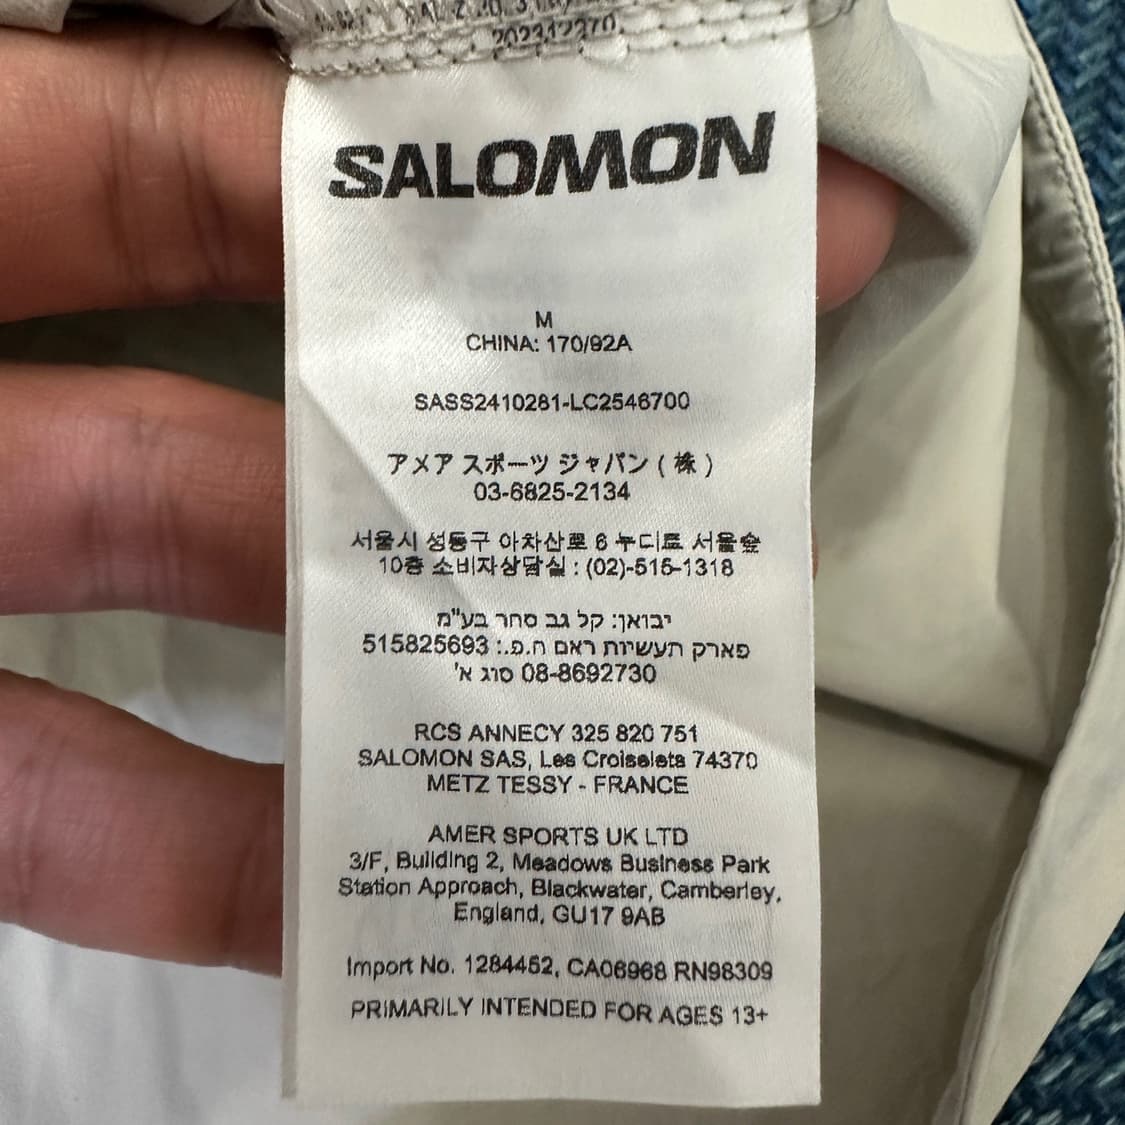 202312270
SALOMON
M
CHINA: 170/92A
SASS2410281-LC2546700
アメア スポーツ ジャパン ( 株 )
03-6825-2134
서울시 성동구 아차산로 6 누디트 서울숲
10층 소비자상담실 : (02)-515-1318
יבואן: קל גב סחר בע"מ
פארק תעשיות ראם ח.פ.: 515825693
08-8692730 סוג א'
RCS ANNECY 325 820 751
SALOMON SAS, Les Croiselets 74370
METZ TESSY - FRANCE
AMER SPORTS UK LTD
3/F, Building 2, Meadows Business Park
Station Approach, Blackwater, Camberley,
England, GU17 9AB
Import No. 1284452, CA06968 RN98309
PRIMARILY INTENDED FOR AGES 13+